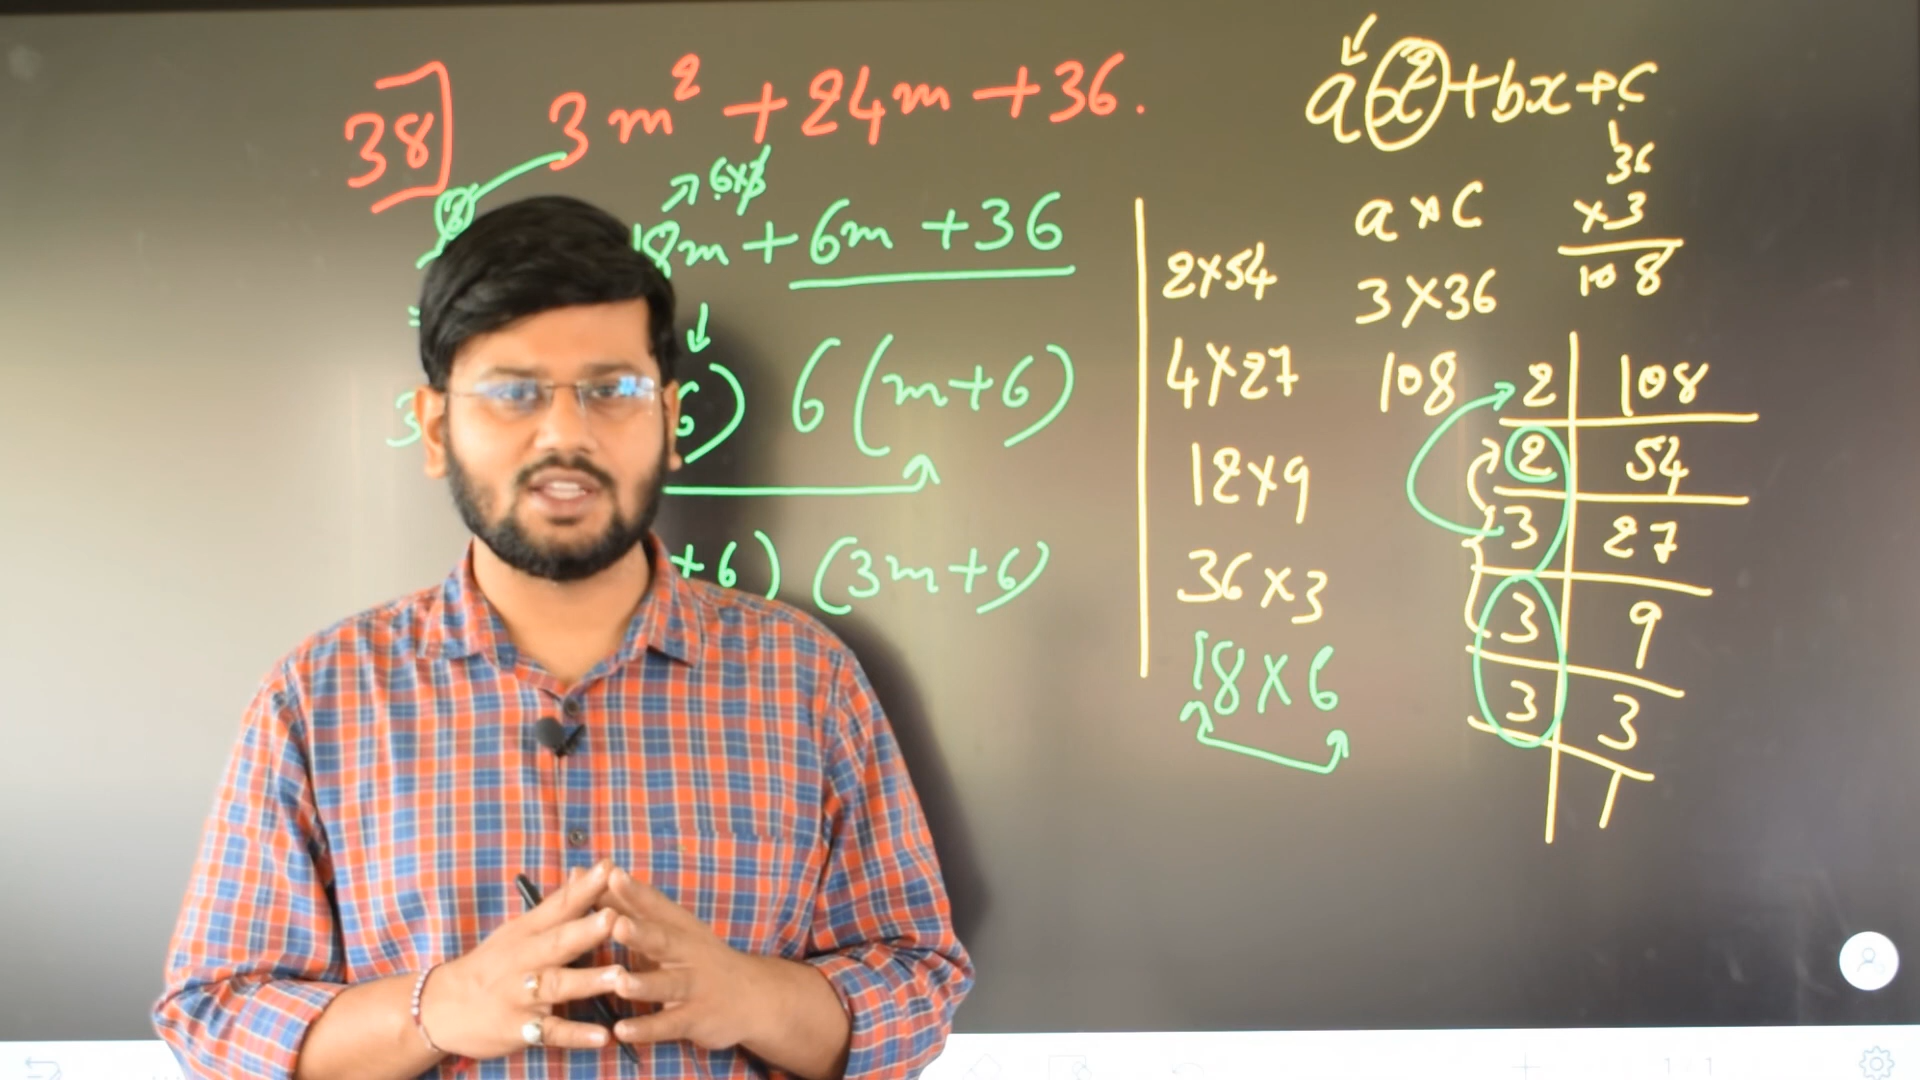 38 3m² + 24m + 36.
6×3
18m + 6m + 36
6) 6(m+6)
+6) (3m+6)
2×54
4×27
12×9
36×3
18×6
ax²+bx+c
a×c
3×36
108
36
×3
108
2 108
2 54
3 27
3 9
3 3
1